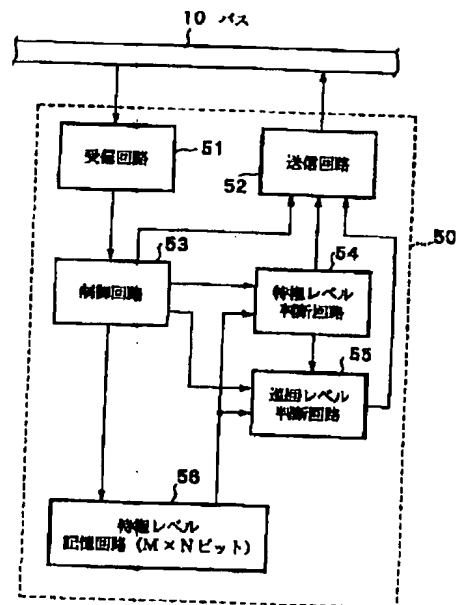 10 バス
受信回路
51
送信回路
52
50
53
制御回路
54
特権レベル
判断回路
55
巡回レベル
判断回路
56
特権レベル
記憶回路(M×Nビット)